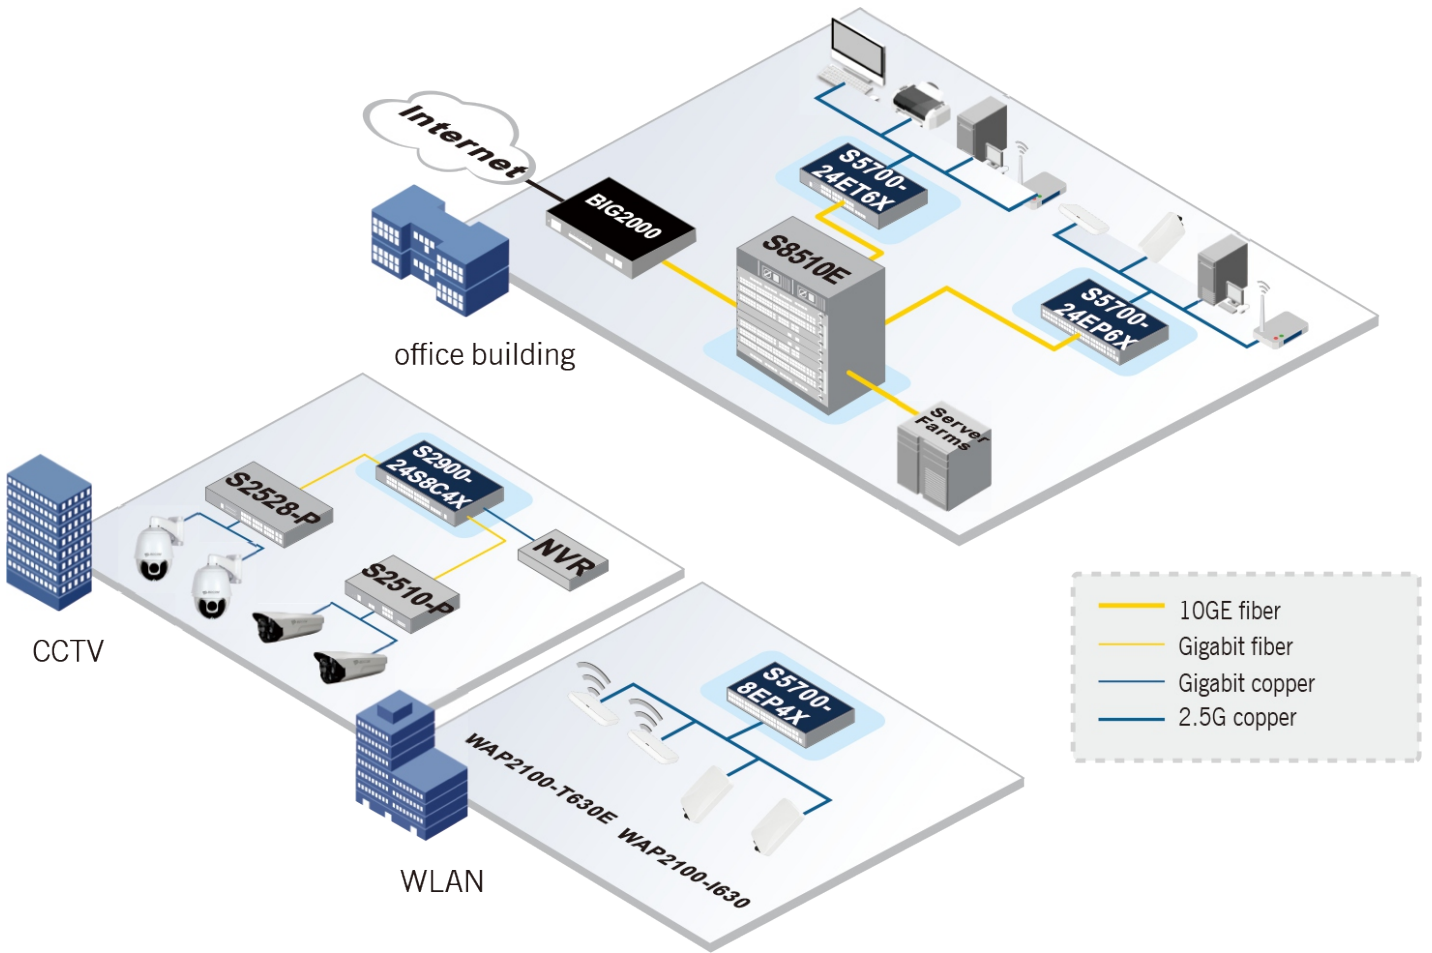 Internet
BIG2000
office building
S5700-
24ET6X
S8510E
S5700-
24EP6X
Server
Farms
CCTV
S2528-P
S2900-
24S8C4X
S2510-P
NVR
WLAN
S5700-
8EP4X
WAP2100-T630E
WAP2100-I630
10GE fiber
Gigabit fiber
Gigabit copper
2.5G copper